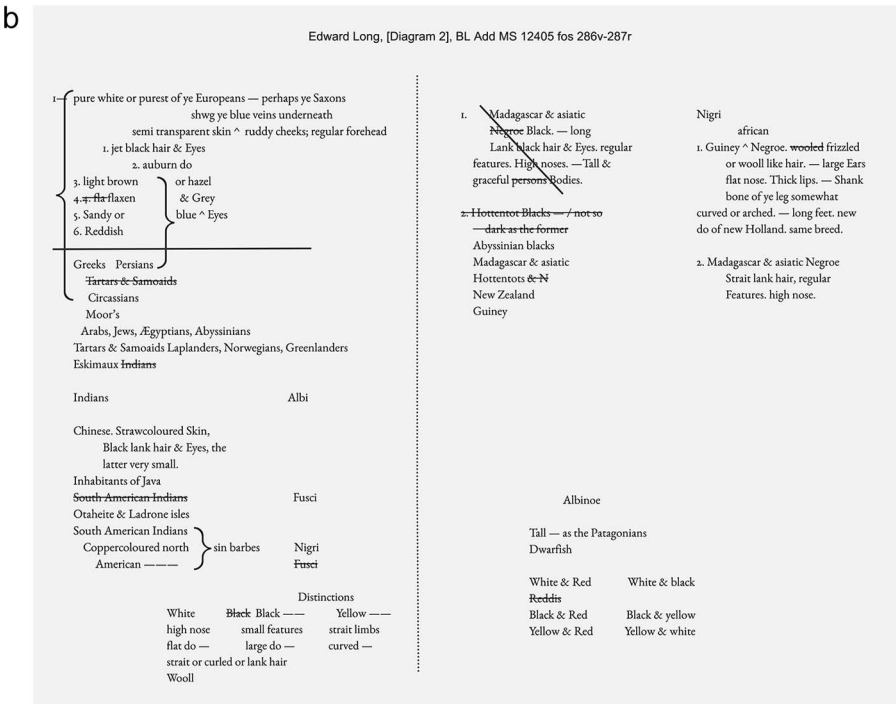 b
Edward Long, [Diagram 2], BL Add MS 12405 fos 286v-287r
1— pure white or purest of ye Europeans — perhaps ye Saxons
shwg ye blue veins underneath
semi transparent skin ^ ruddy cheeks; regular forehead
1. jet black hair & Eyes
2. auburn do
3. light brown or hazel
4.4. fla flaxen & Grey
5. Sandy or blue ^ Eyes
6. Reddish
Greeks Persians
Tartars & Samoaids
Circassians
Moor's
Arabs, Jews, Ægyptians, Abyssinians
Tartars & Samoaids Laplanders, Norwegians, Greenlanders
Eskimaux Indians
Indians Albi
Chinese. Strawcoloured Skin,
Black lank hair & Eyes, the
latter very small.
Inhabitants of Java
South American Indians Fusci
Otaheite & Ladrone isles
South American Indians
Coppercoloured north sin barbes Nigri
American ——— Fusci
Distinctions
White Black Black —— Yellow ——
high nose small features strait limbs
flat do — large do — curved —
strait or curled or lank hair
Wooll
1. Madagascar & asiatic
Negroe Black. — long
Lank black hair & Eyes. regular
features. High noses. —Tall &
graceful persons Bodies.
2. Hottentot Blacks — / not so
—dark as the former
Abyssinian blacks
Madagascar & asiatic
Hottentots & N
New Zealand
Guiney
Nigri
african
1. Guiney ^ Negroe. wooled frizzled
or wooll like hair. — large Ears
flat nose. Thick lips. — Shank
bone of ye leg somewhat
curved or arched. — long feet. new
do of new Holland. same breed.
2. Madagascar & asiatic Negroe
Strait lank hair, regular
Features. high nose.
Albinoe
Tall — as the Patagonians
Dwarfish
White & Red White & black
Reddis
Black & Red Black & yellow
Yellow & Red Yellow & white